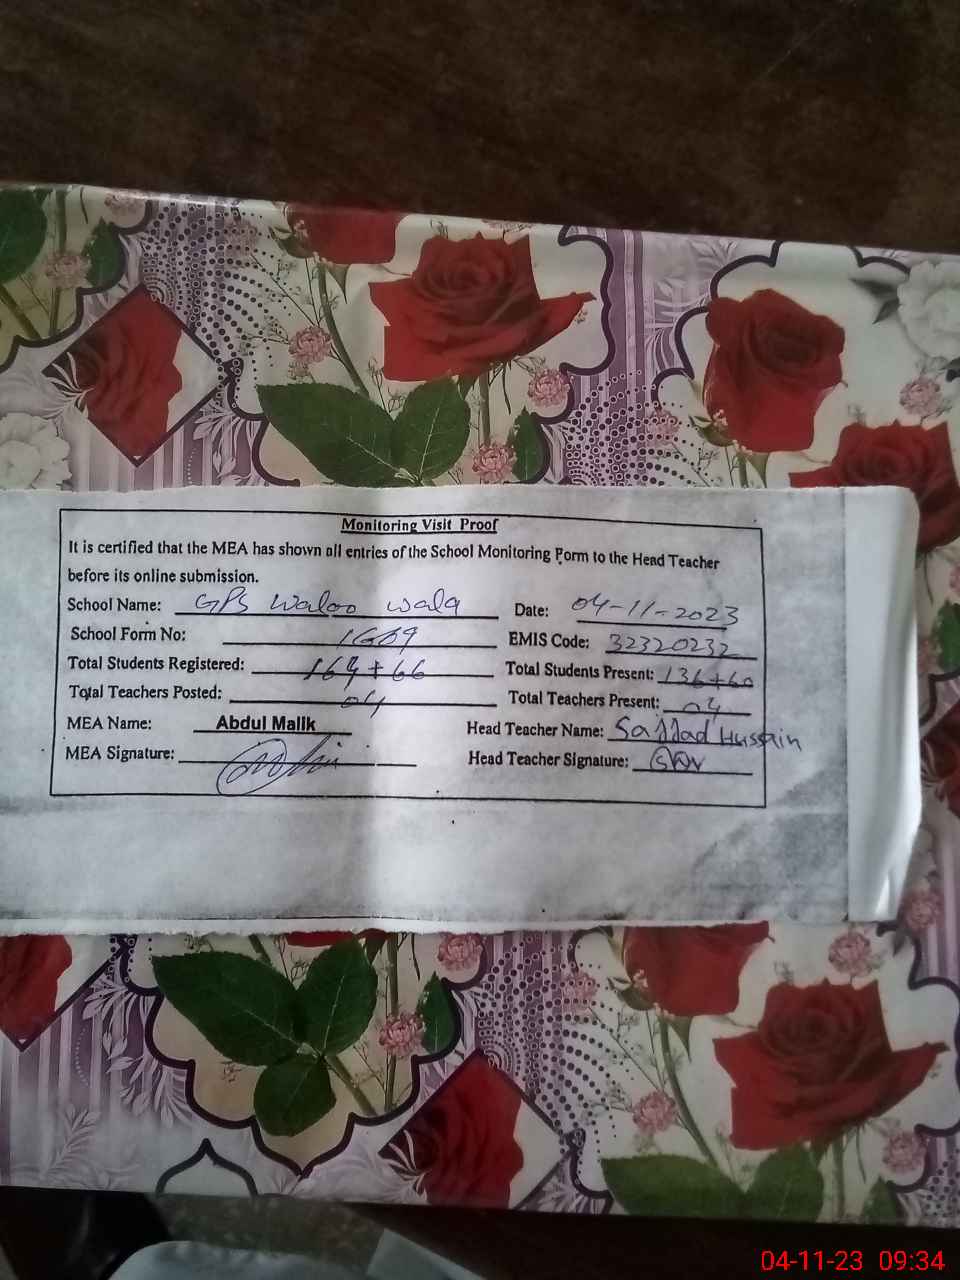 Monitoring Visit Proof
It is certified that the MEA has shown all entries of the School Monitoring Form to the Head Teacher
before its online submission.
School Name: GPS Waloo Wala Date: 04-11-2023
School Form No: EMIS Code: 32320232
Total Students Registered: 164+66 Total Students Present: 136+60
Total Teachers Posted: 04 Total Teachers Present: 04
MEA Name: Abdul Malik Head Teacher Name: Sajjad Hussain
MEA Signature: Head Teacher Signature:
04-11-23 09:34